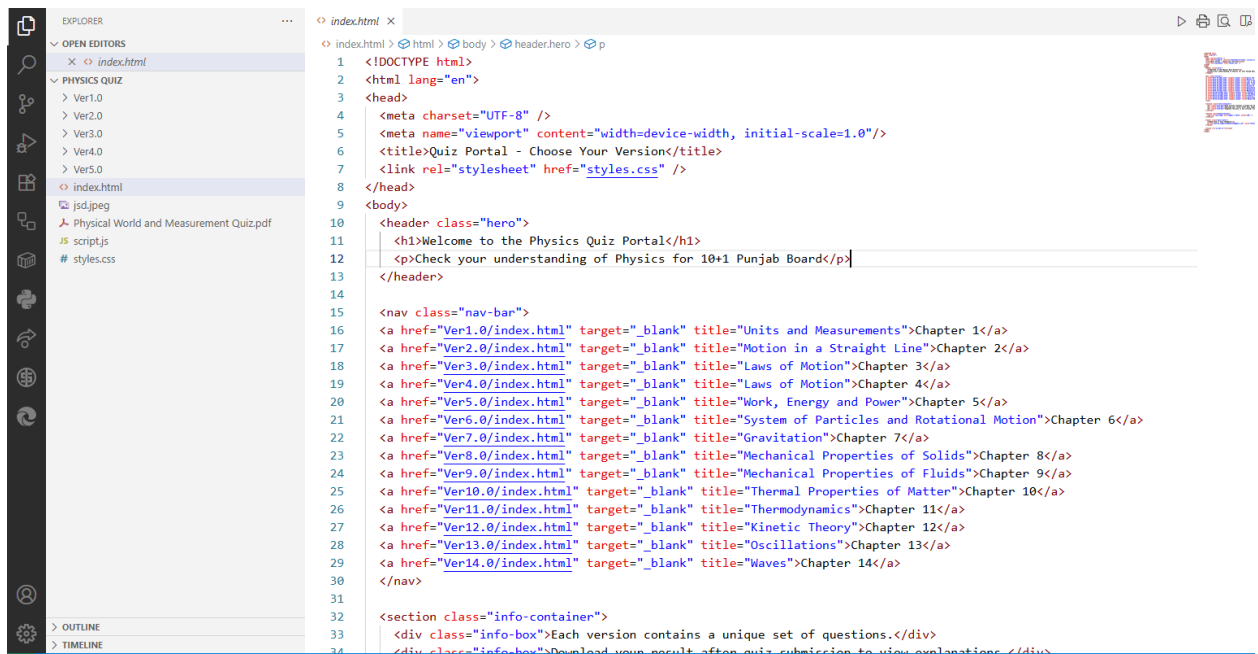 EXPLORER
OPEN EDITORS
index.html
PHYSICS QUIZ
Ver1.0
Ver2.0
Ver3.0
Ver4.0
Ver5.0
index.html
jsd.jpeg
Physical World and Measurement Quiz.pdf
JS script.js
# styles.css
OUTLINE
TIMELINE
<> index.html
<> index.html > html > body > header.hero > p
1 <!DOCTYPE html>
2 <html lang="en">
3 <head>
4 <meta charset="UTF-8" />
5 <meta name="viewport" content="width=device-width, initial-scale=1.0"/>
6 <title>Quiz Portal - Choose Your Version</title>
7 <link rel="stylesheet" href="styles.css" />
8 </head>
9 <body>
10 <header class="hero">
11 <h1>Welcome to the Physics Quiz Portal</h1>
12 <p>Check your understanding of Physics for 10+1 Punjab Board</p>
13 </header>
14
15 <nav class="nav-bar">
16 <a href="Ver1.0/index.html" target="_blank" title="Units and Measurements">Chapter 1</a>
17 <a href="Ver2.0/index.html" target="_blank" title="Motion in a Straight Line">Chapter 2</a>
18 <a href="Ver3.0/index.html" target="_blank" title="Laws of Motion">Chapter 3</a>
19 <a href="Ver4.0/index.html" target="_blank" title="Laws of Motion">Chapter 4</a>
20 <a href="Ver5.0/index.html" target="_blank" title="Work, Energy and Power">Chapter 5</a>
21 <a href="Ver6.0/index.html" target="_blank" title="System of Particles and Rotational Motion">Chapter 6</a>
22 <a href="Ver7.0/index.html" target="_blank" title="Gravitation">Chapter 7</a>
23 <a href="Ver8.0/index.html" target="_blank" title="Mechanical Properties of Solids">Chapter 8</a>
24 <a href="Ver9.0/index.html" target="_blank" title="Mechanical Properties of Fluids">Chapter 9</a>
25 <a href="Ver10.0/index.html" target="_blank" title="Thermal Properties of Matter">Chapter 10</a>
26 <a href="Ver11.0/index.html" target="_blank" title="Thermodynamics">Chapter 11</a>
27 <a href="Ver12.0/index.html" target="_blank" title="Kinetic Theory">Chapter 12</a>
28 <a href="Ver13.0/index.html" target="_blank" title="Oscillations">Chapter 13</a>
29 <a href="Ver14.0/index.html" target="_blank" title="Waves">Chapter 14</a>
30 </nav>
31
32 <section class="info-container">
33 <div class="info-box">Each version contains a unique set of questions.</div>
34 <div class="info-box">Download your result after quiz submission to view explanations.</div>